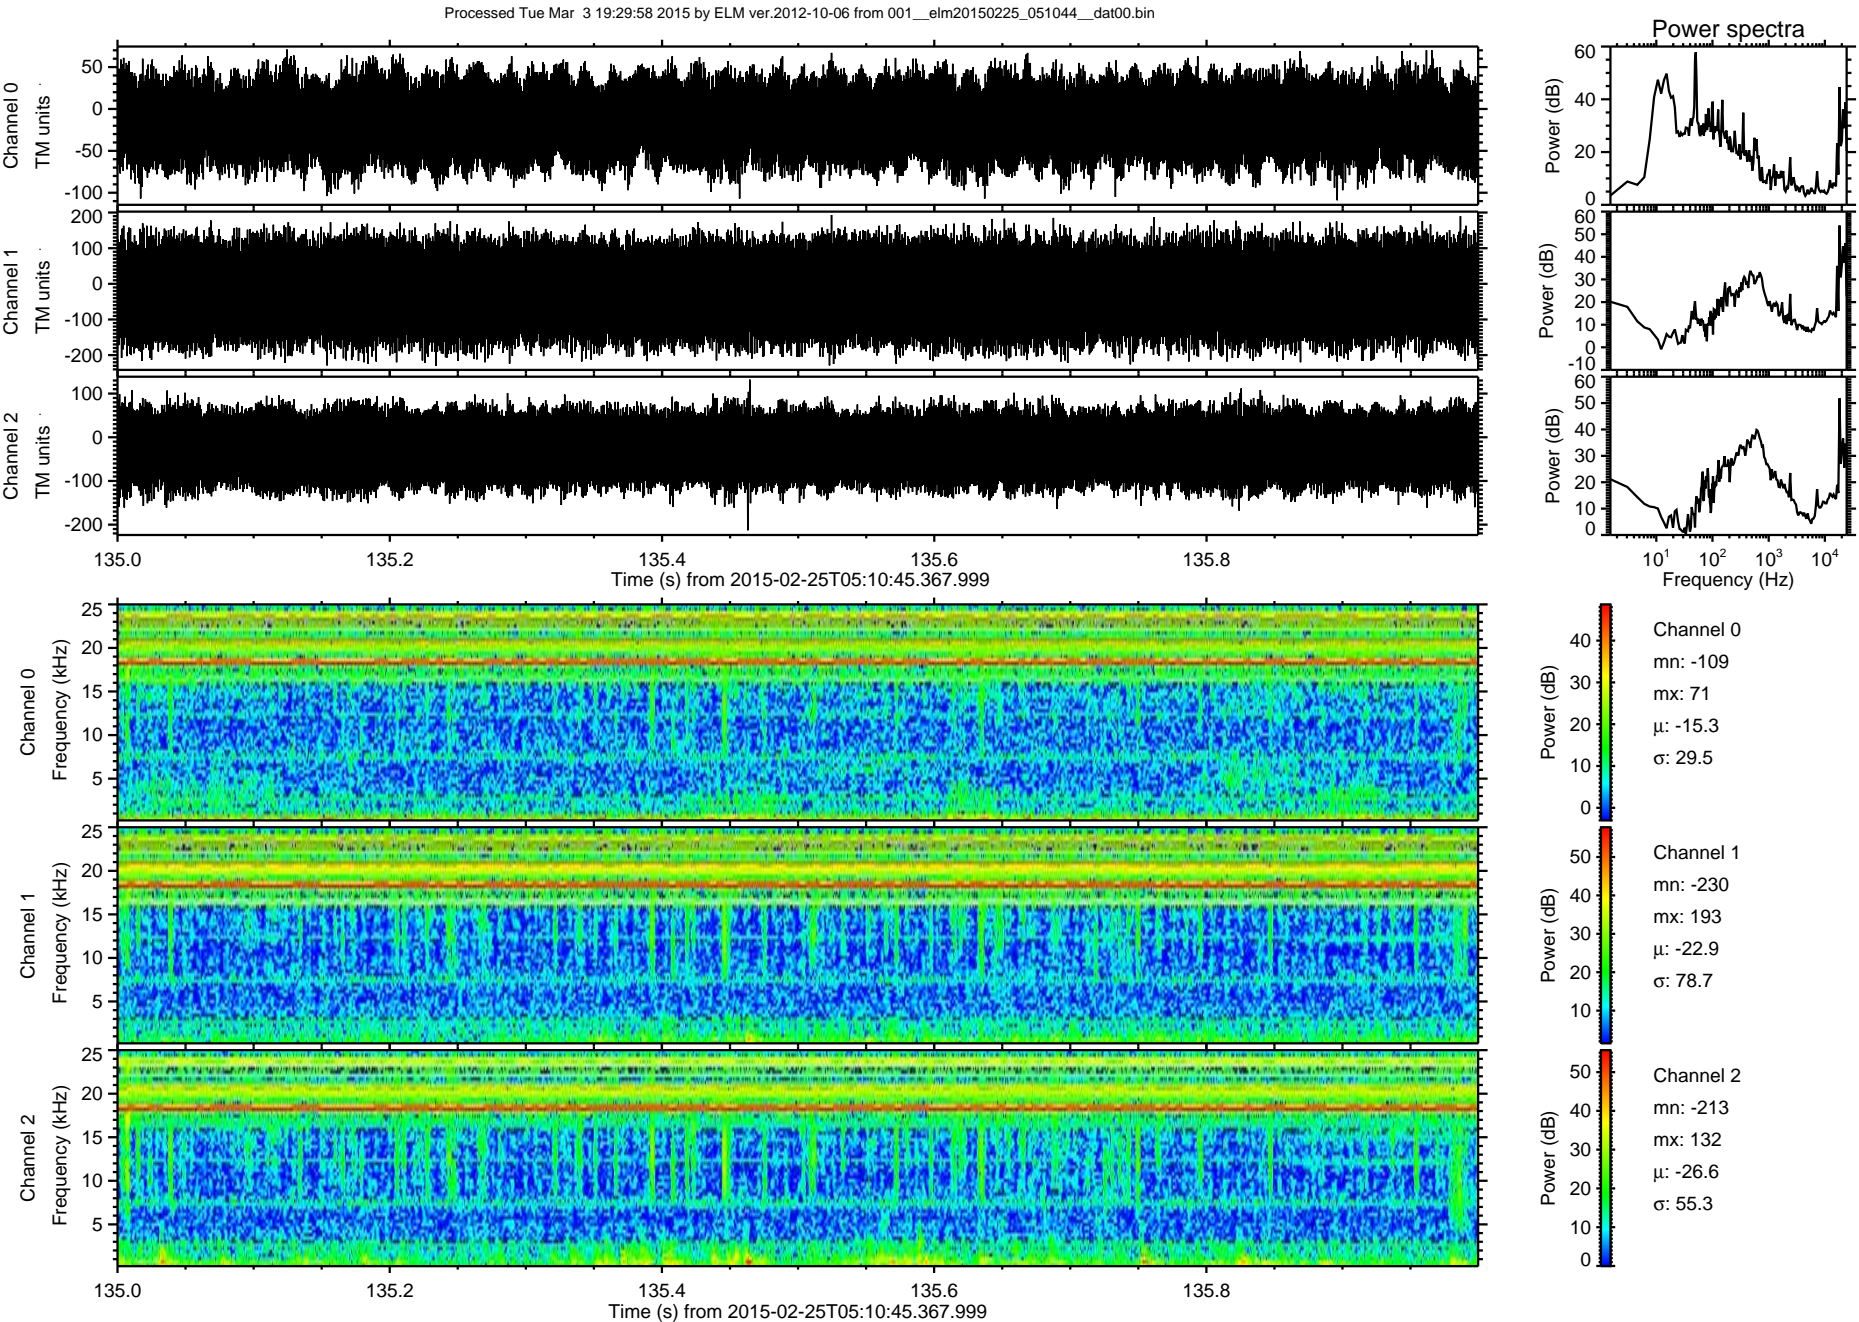 Processed Tue Mar  3 19:29:58 2015 by ELM ver.2012-10-06 from 001__elm20150225_051044__dat00.bin
Power spectra
Channel 0
TM units
50
0
-50
-100
Power (dB)
60
40
20
0
Channel 1
TM units
200
100
0
-100
-200
Power (dB)
60
50
40
30
20
10
0
-10
Channel 2
TM units
100
0
-100
-200
Power (dB)
60
50
40
30
20
10
0
135.0 135.2 135.4 135.6 135.8
Time (s) from 2015-02-25T05:10:45.367.999
10¹ 10² 10³ 10⁴
Frequency (Hz)
Channel 0
Frequency (kHz)
25
20
15
10
5
Power (dB)
40
30
20
10
0
Channel 0
mn: -109
mx: 71
μ: -15.3
σ: 29.5
Channel 1
Frequency (kHz)
25
20
15
10
5
Power (dB)
50
40
30
20
10
Channel 1
mn: -230
mx: 193
μ: -22.9
σ: 78.7
Channel 2
Frequency (kHz)
25
20
15
10
5
Power (dB)
50
40
30
20
10
0
Channel 2
mn: -213
mx: 132
μ: -26.6
σ: 55.3
135.0 135.2 135.4 135.6 135.8
Time (s) from 2015-02-25T05:10:45.367.999